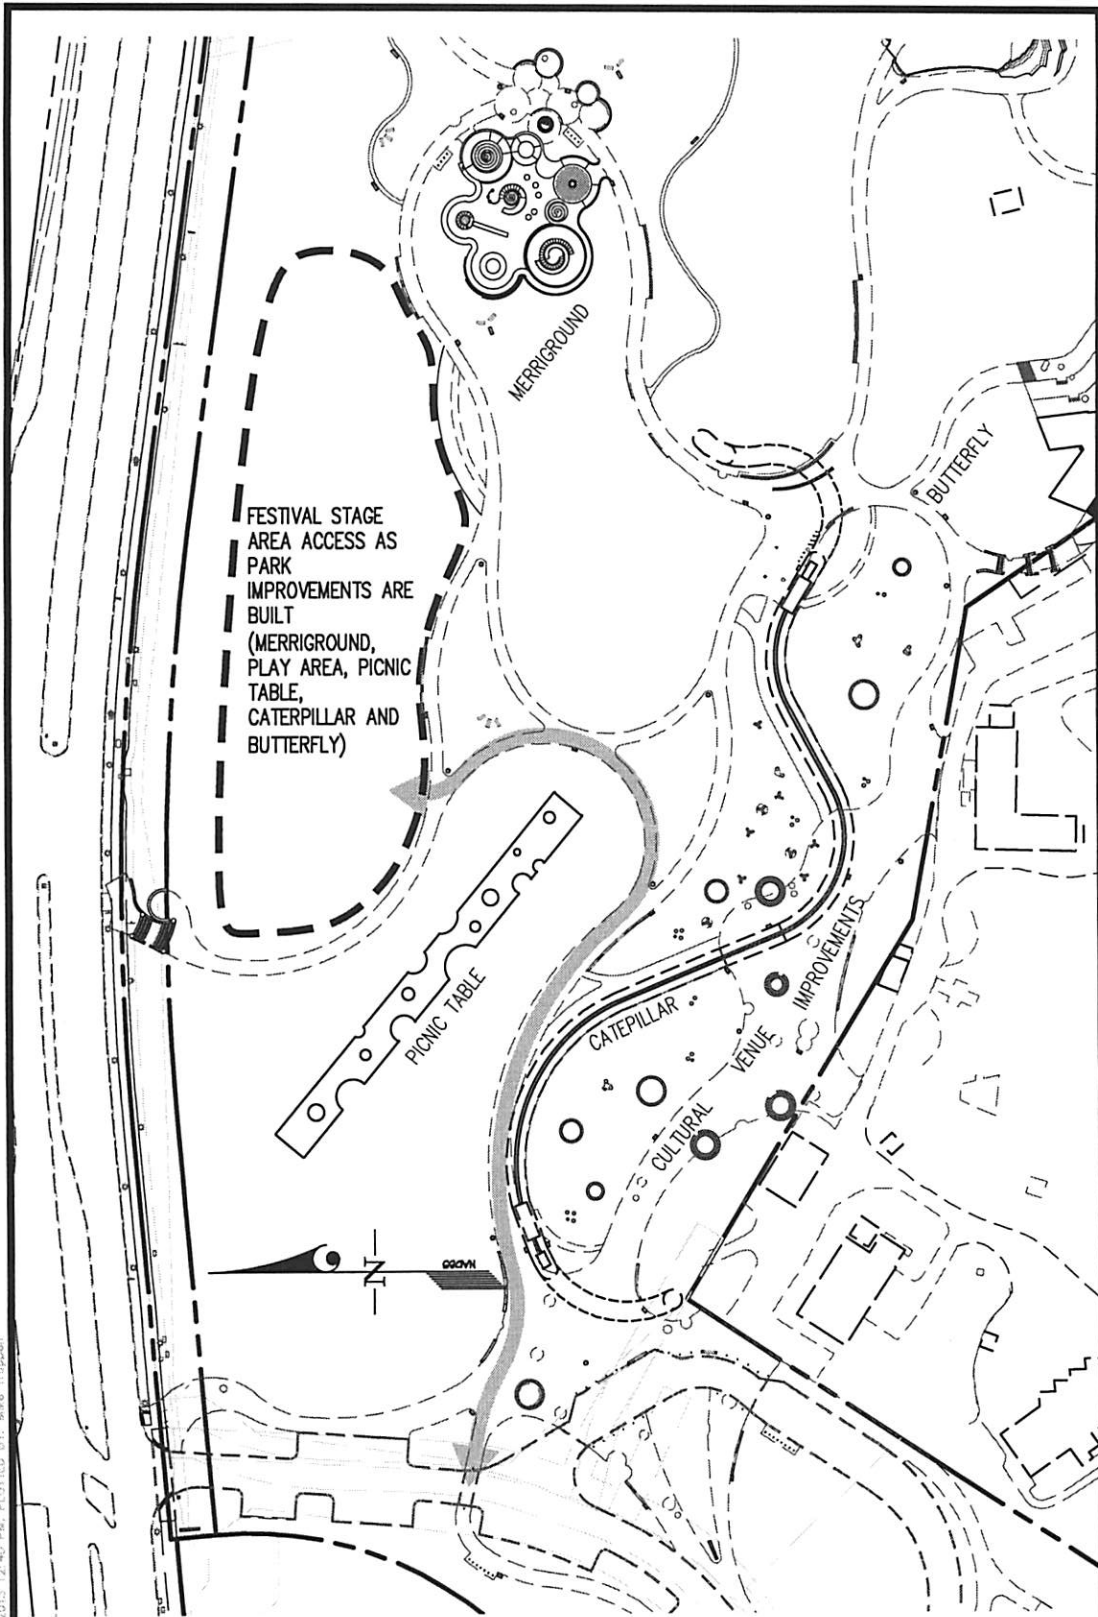 MERRIGROUND
BUTTERFLY
FESTIVAL STAGE
AREA ACCESS AS
PARK
IMPROVEMENTS ARE
BUILT
(MERRIGROUND,
PLAY AREA, PICNIC
TABLE,
CATERPILLAR AND
BUTTERFLY)
PICNIC TABLE
CATEPILLAR
CULTURAL VENUE IMPROVEMENTS
N
NAD83